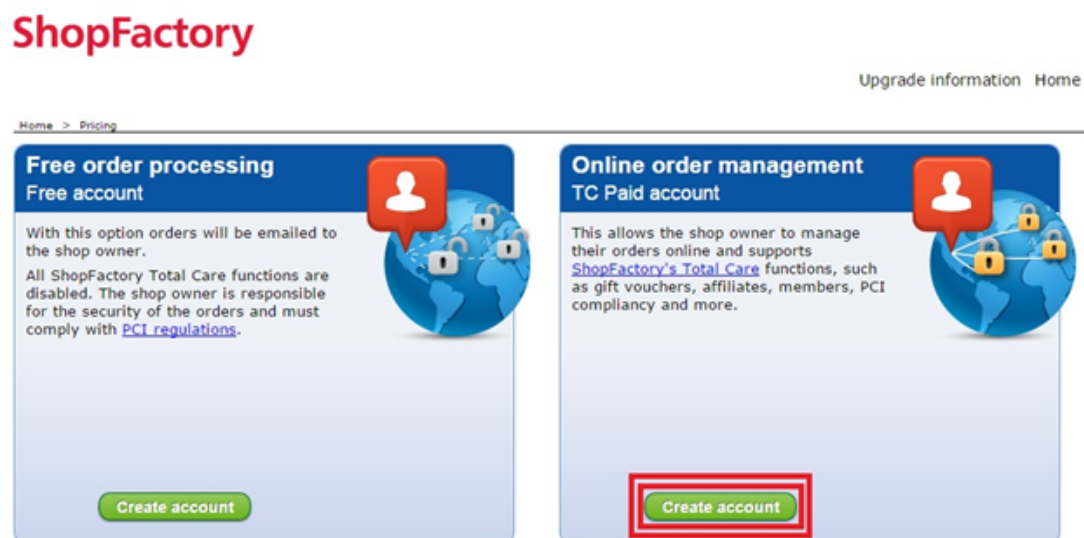 ShopFactory
Upgrade information Home
Home > Pricing
Free order processing
Free account
With this option orders will be emailed to
the shop owner.
All ShopFactory Total Care functions are
disabled. The shop owner is responsible
for the security of the orders and must
comply with PCI regulations.
Create account
Online order management
TC Paid account
This allows the shop owner to manage
their orders online and supports
ShopFactory's Total Care functions, such
as gift vouchers, affiliates, members, PCI
compliancy and more.
Create account